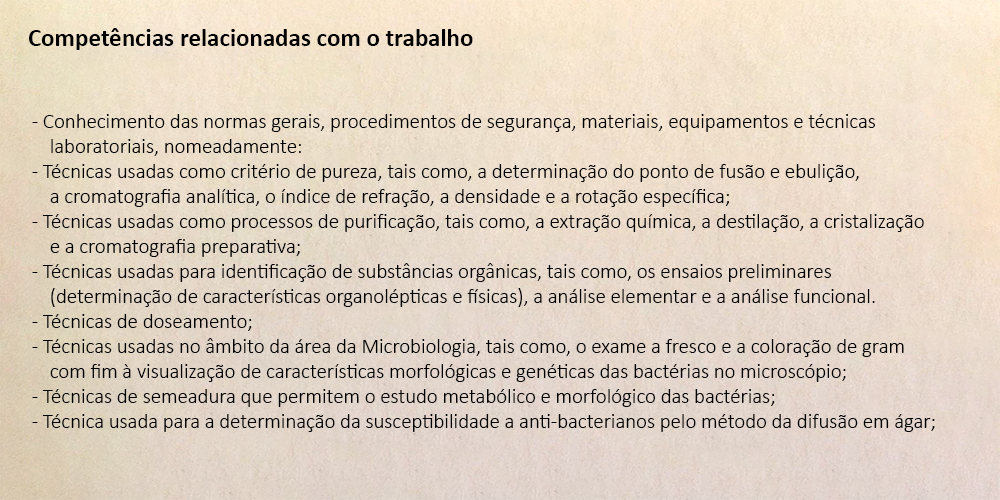 Competências relacionadas com o trabalho
- Conhecimento das normas gerais, procedimentos de segurança, materiais, equipamentos e técnicas
laboratoriais, nomeadamente:
- Técnicas usadas como critério de pureza, tais como, a determinação do ponto de fusão e ebulição,
a cromatografia analítica, o índice de refração, a densidade e a rotação específica;
- Técnicas usadas como processos de purificação, tais como, a extração química, a destilação, a cristalização
e a cromatografia preparativa;
- Técnicas usadas para identificação de substâncias orgânicas, tais como, os ensaios preliminares
(determinação de características organolépticas e físicas), a análise elementar e a análise funcional.
- Técnicas de doseamento;
- Técnicas usadas no âmbito da área da Microbiologia, tais como, o exame a fresco e a coloração de gram
com fim à visualização de características morfológicas e genéticas das bactérias no microscópio;
- Técnicas de semeadura que permitem o estudo metabólico e morfológico das bactérias;
- Técnica usada para a determinação da susceptibilidade a anti-bacterianos pelo método da difusão em ágar;